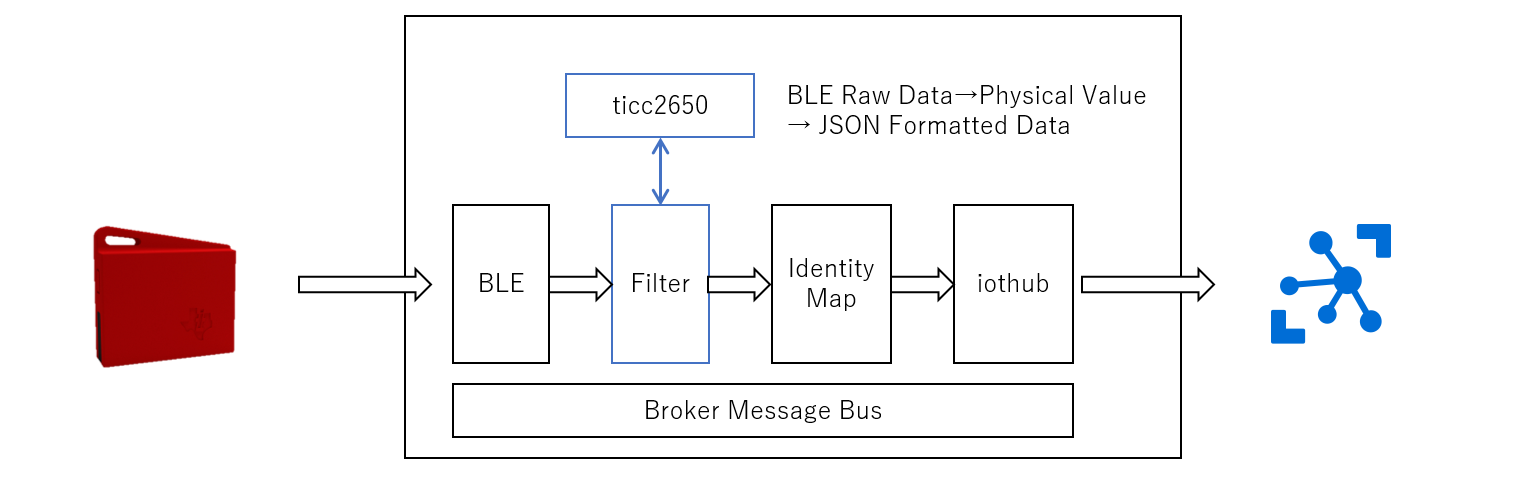 ticc2650
BLE Raw Data→Physical Value
→ JSON Formatted Data
BLE
Filter
Identity
Map
iothub
Broker Message Bus